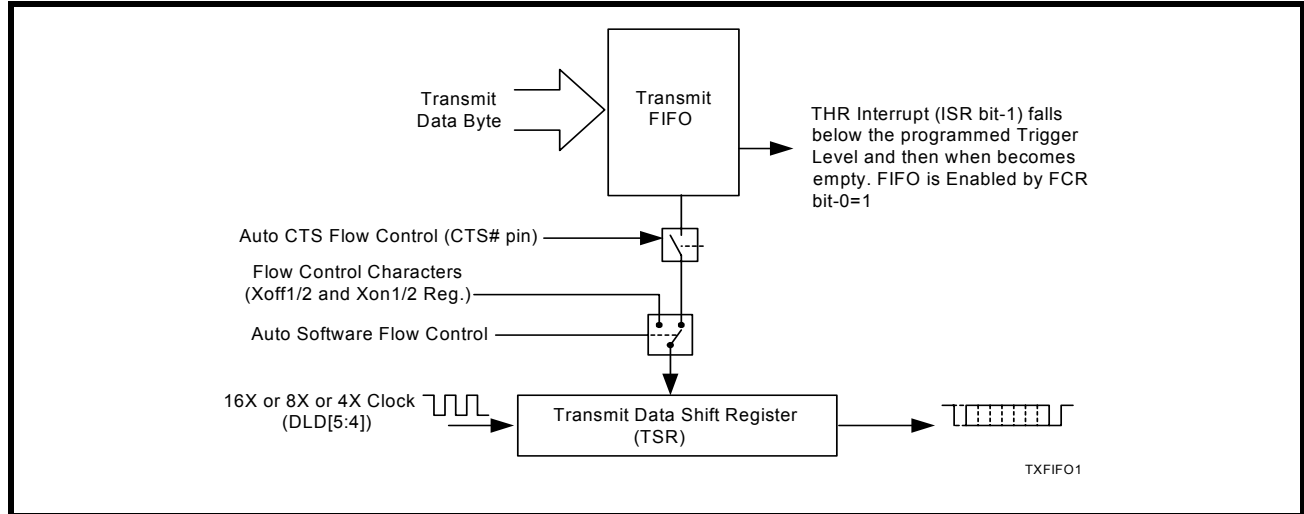 Transmit
Data Byte
Transmit
FIFO
THR Interrupt (ISR bit-1) falls
below the programmed Trigger
Level and then when becomes
empty. FIFO is Enabled by FCR
bit-0=1
Auto CTS Flow Control (CTS# pin)
Flow Control Characters
(Xoff1/2 and Xon1/2 Reg.)
Auto Software Flow Control
16X or 8X or 4X Clock
(DLD[5:4])
Transmit Data Shift Register
(TSR)
TXFIFO1